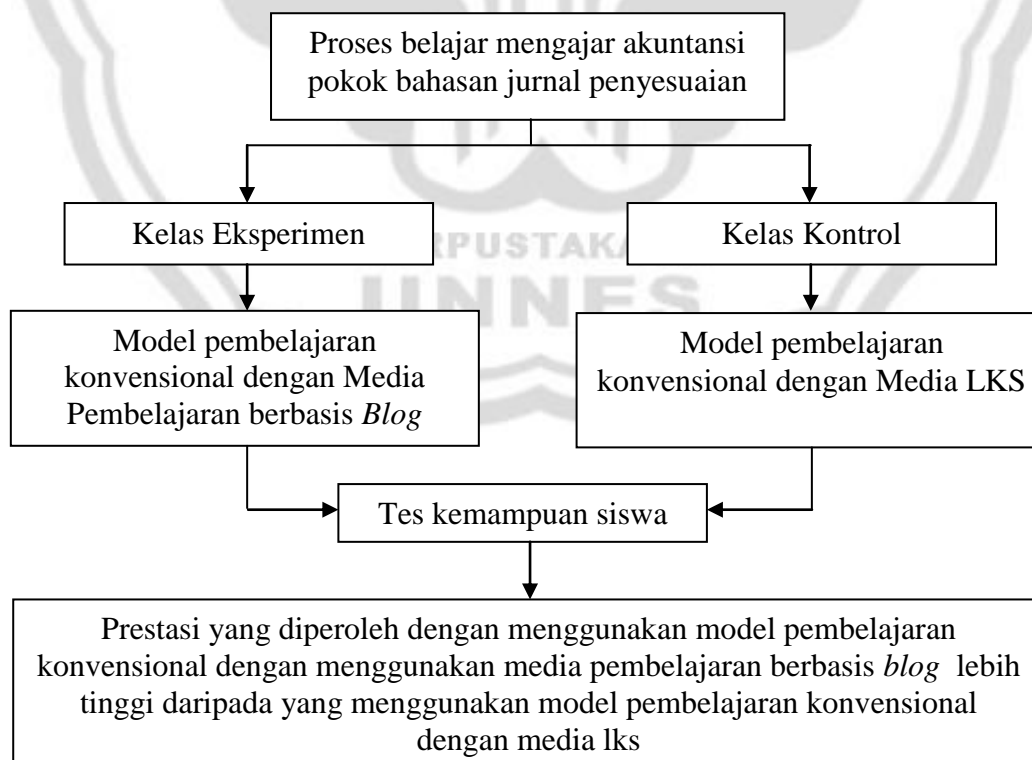 Proses belajar mengajar akuntansi
pokok bahasan jurnal penyesuaian
Kelas Eksperimen
Kelas Kontrol
RPUSTAKA
UNNES
Model pembelajaran
konvensional dengan Media
Pembelajaran berbasis Blog
Model pembelajaran
konvensional dengan Media LKS
Tes kemampuan siswa
Prestasi yang diperoleh dengan menggunakan model pembelajaran
konvensional dengan menggunakan media pembelajaran berbasis blog lebih
tinggi daripada yang menggunakan model pembelajaran konvensional
dengan media lks